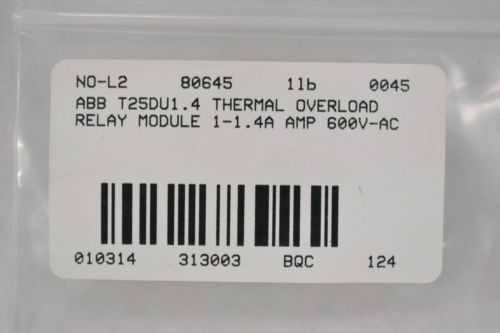 NO-L2 80645 1lb 0045
ABB T25DU1.4 THERMAL OVERLOAD
RELAY MODULE 1-1.4A AMP 600V-AC
010314 313003 BQC 124